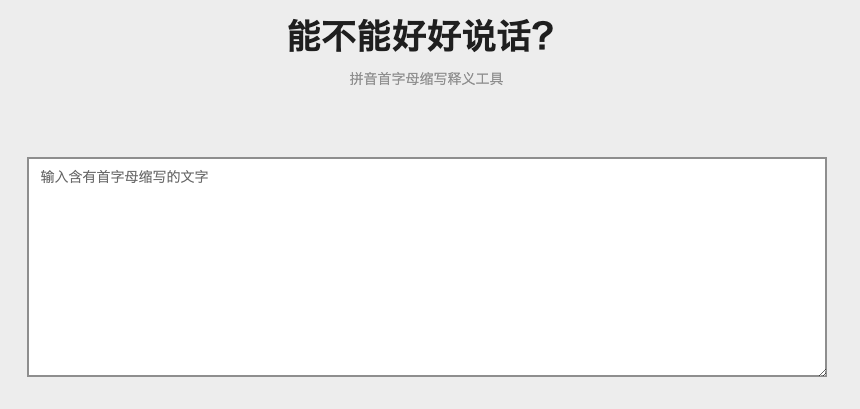 能不能好好说话?
拼音首字母缩写释义工具
输入含有首字母缩写的文字